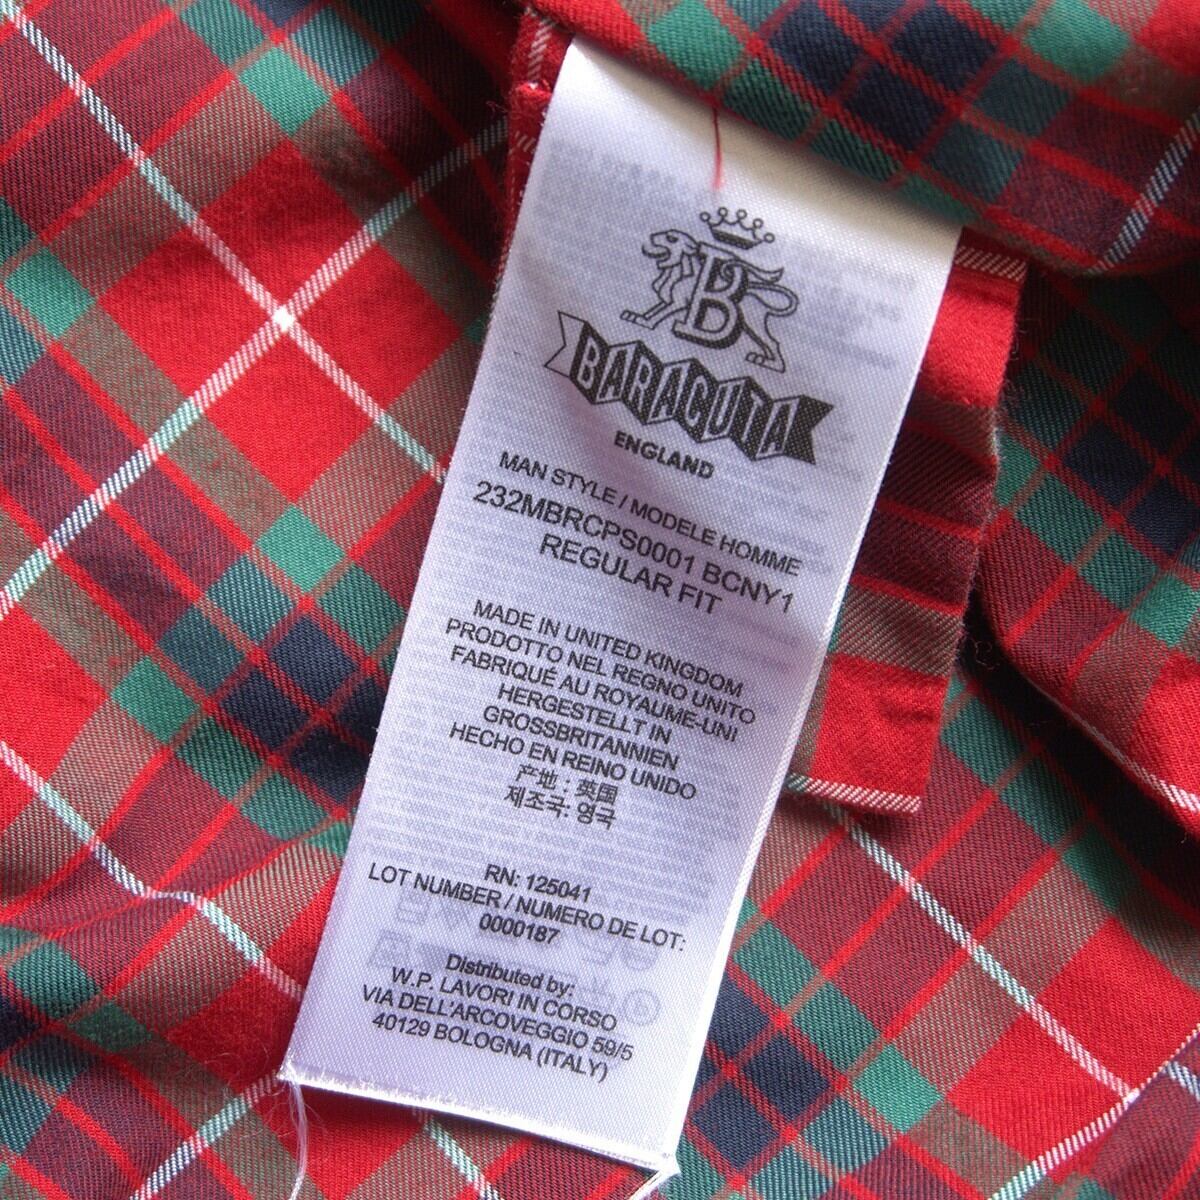 B
BARACUTA
ENGLAND
MAN STYLE / MODELE HOMME
232MBRCPS0001 BCNY1
REGULAR FIT
MADE IN UNITED KINGDOM
PRODOTTO NEL REGNO UNITO
FABRIQUÉ AU ROYAUME-UNI
HERGESTELLT IN
GROSSBRITANNIEN
HECHO EN REINO UNIDO
产地：英国
제조국: 영국
RN: 125041
LOT NUMBER / NUMERO DE LOT:
0000187
Distributed by:
W.P. LAVORI IN CORSO
VIA DELL'ARCOVEGGIO 59/5
40129 BOLOGNA (ITALY)